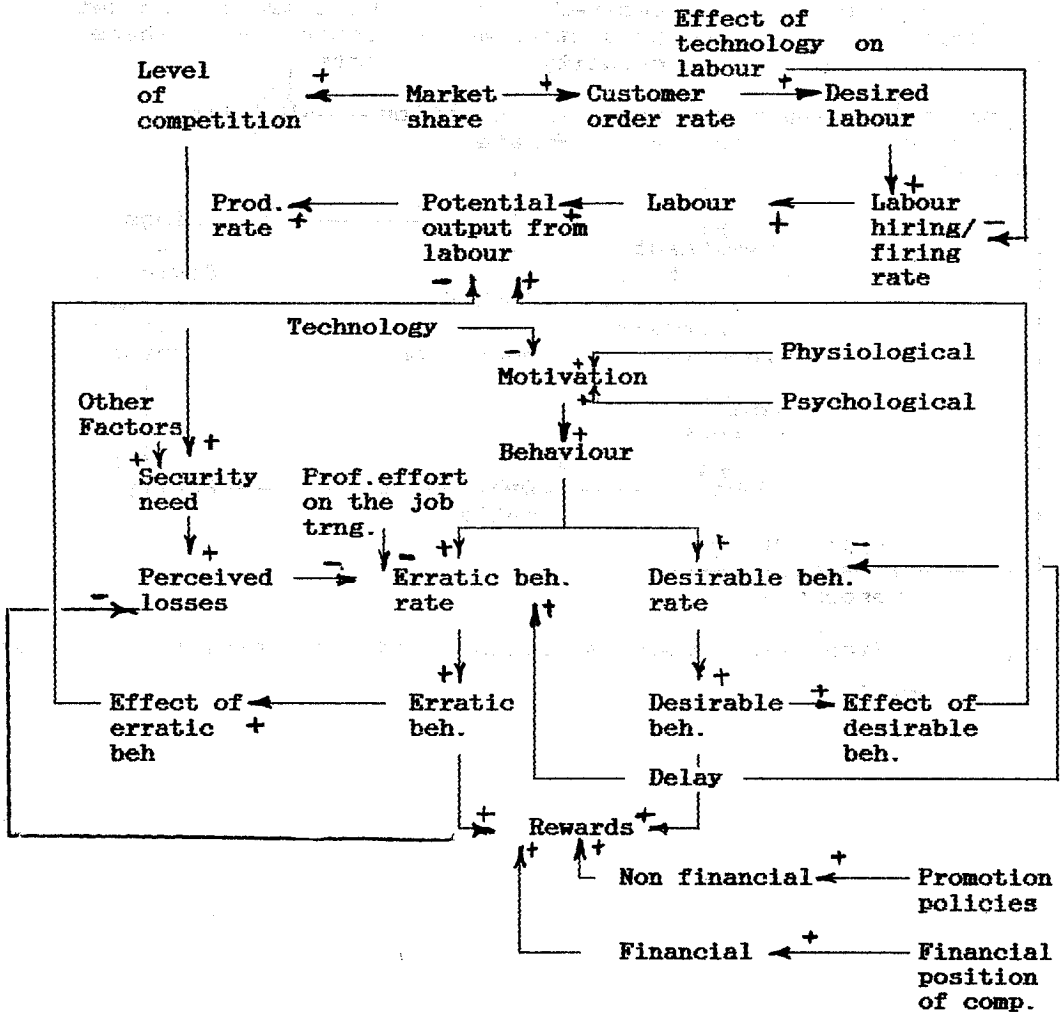 Effect of
technology on
labour
Level
of
competition
+
Market
share
+
Customer
order rate
+
Desired
labour
Prod.
rate +
Potential
output from
labour
+
Labour
+
+
Labour
hiring/
firing
rate
-
-
+
Technology
-
Motivation
+
+
Physiological
Psychological
Other
Factors
+
+
Security
need
Prof.effort
on the job
trng.
+
Behaviour
+
Perceived
losses
-
-
-
+
Erratic beh.
rate
+
Desirable beh.
rate
-
+
Effect of
erratic
beh
+
+
Erratic
beh.
+
Desirable
beh.
+
Effect of
desirable
beh.
Delay
+
Rewards
+
+
+
Non financial
+
Promotion
policies
Financial
+
Financial
position
of comp.